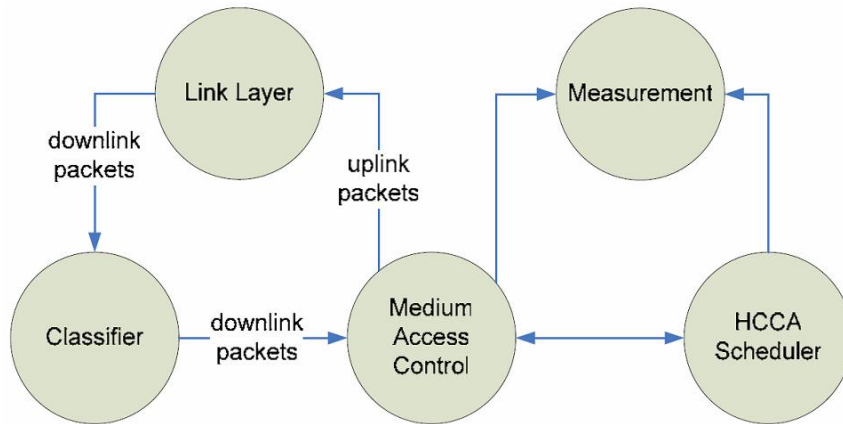 Link Layer
Measurement
downlink
packets
uplink
packets
Classifier
downlink
packets
Medium
Access
Control
HCCA
Scheduler